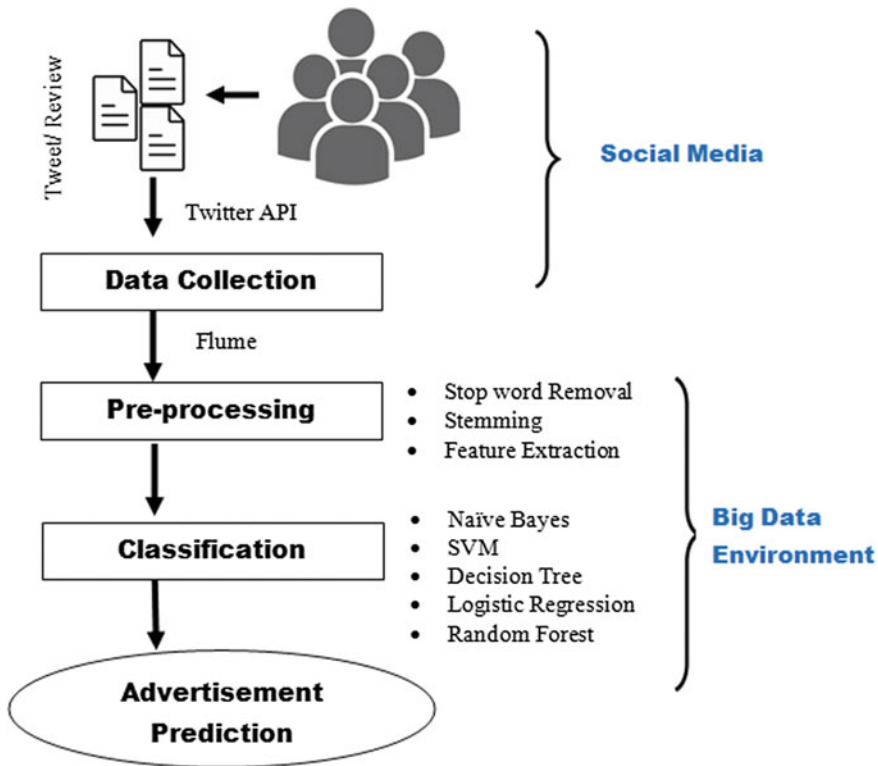 Tweet/ Review
Social Media
Twitter API
Data Collection
Flume
Pre-processing
• Stop word Removal
• Stemming
• Feature Extraction
Classification
• Naïve Bayes
• SVM
• Decision Tree
• Logistic Regression
• Random Forest
Big Data
Environment
Advertisement
Prediction